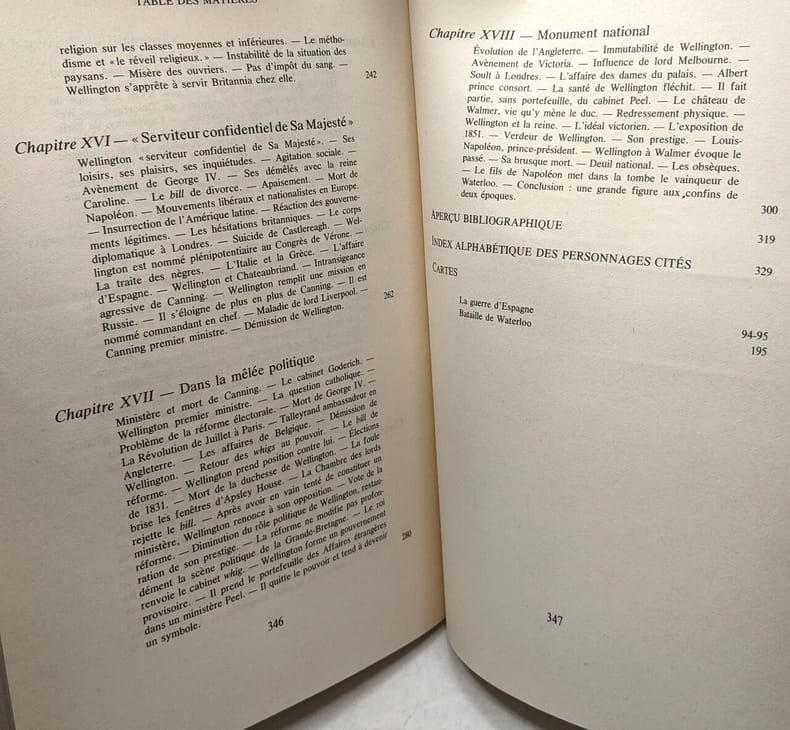 TABLE DES MATIÈRES
religion sur les classes moyennes et inférieures. — Le métho-
disme et « le réveil religieux. » — Instabilité de la situation des
paysans. — Misère des ouvriers. — Pas d'impôt du sang. —
Wellington s'apprête à servir Britannia chez elle. 242
Chapitre XVI — « Serviteur confidentiel de Sa Majesté »
Wellington « serviteur confidentiel de Sa Majesté ». — Ses
loisirs, ses plaisirs, ses inquiétudes. — Agitation sociale. —
Avènement de George IV. — Ses démêlés avec la reine
Caroline. — Le bill de divorce. — Apaisement. — Mort de
Napoléon. — Mouvements libéraux et nationalistes en Europe.
— Insurrection de l'Amérique latine. — Réaction des gouverne-
ments légitimes. — Les hésitations britanniques. — Le corps
diplomatique à Londres. — Suicide de Castlereagh. — Wel-
lington est nommé plénipotentiaire au Congrès de Vérone. —
La traite des nègres. — L'Italie et la Grèce. — L'affaire
d'Espagne. — Wellington et Chateaubriand. — Intransigeance
agressive de Canning. — Wellington remplit une mission en
Russie. — Il s'éloigne de plus en plus de Canning. — Il est
nommé commandant en chef. — Maladie de lord Liverpool. —
Canning premier ministre. — Démission de Wellington. 262
Chapitre XVII — Dans la mêlée politique
Ministère et mort de Canning. — Le cabinet Goderich. —
Wellington premier ministre. — La question catholique. —
Problème de la réforme électorale. — Mort de George IV. —
La Révolution de Juillet à Paris. — Talleyrand ambassadeur en
Angleterre. — Les affaires de Belgique. — Démission de
Wellington. — Retour des whigs au pouvoir. — Le bill de
réforme. — Wellington prend position contre lui. — Élections
de 1831. — Mort de la duchesse de Wellington. — La foule
brise les fenêtres d'Apsley House. — La Chambre des lords
rejette le bill. — Après avoir en vain tenté de constituer un
ministère, Wellington renonce à son opposition. — Vote de la
réforme. — Diminution du rôle politique de Wellington, restau-
ration de son prestige. — La réforme ne modifie pas profon-
dément la scène politique de la Grande-Bretagne. — Le roi
renvoie le cabinet whig. — Wellington forme un gouvernement
provisoire. — Il prend le portefeuille des Affaires étrangères
dans un ministère Peel. — Il quitte le pouvoir et tend à devenir
un symbole. 280
346
Chapitre XVIII — Monument national
Évolution de l'Angleterre. — Immutabilité de Wellington. —
Avènement de Victoria. — Influence de lord Melbourne. —
Soult à Londres. — L'affaire des dames du palais. — Albert
prince consort. — La santé de Wellington fléchit. — Il fait
partie, sans portefeuille, du cabinet Peel. — Le château de
Walmer, vie qu'y mène le duc. — Redressement physique. —
Wellington et la reine. — L'idéal victorien. — L'exposition de
1851. — Verdeur de Wellington. — Son prestige. — Louis-
Napoléon, prince-président. — Wellington à Walmer évoque le
passé. — Sa brusque mort. — Deuil national. — Les obsèques.
— Le fils de Napoléon met dans la tombe le vainqueur de
Waterloo. — Conclusion : une grande figure aux confins de
deux époques. 300
APERÇU BIBLIOGRAPHIQUE 319
INDEX ALPHABÉTIQUE DES PERSONNAGES CITÉS 329
CARTES
La guerre d'Espagne 94-95
Bataille de Waterloo 195
347